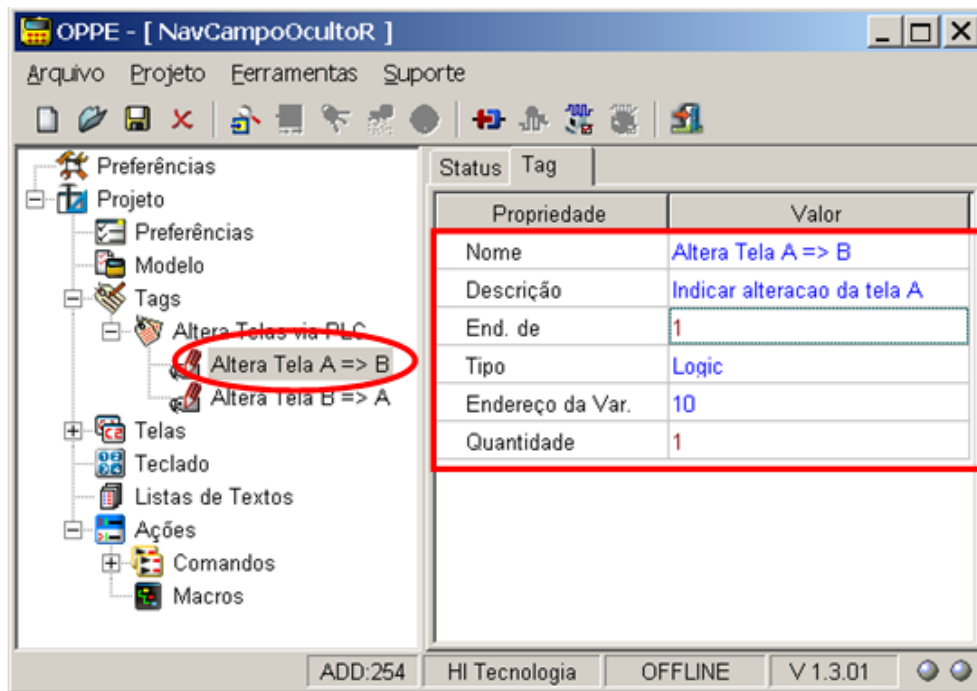 OPPE - [ NavCampoOcultoR ]
Arquivo Projeto Ferramentas Suporte
Preferências
Projeto
Preferências
Modelo
Tags
Altera Telas via PLC
Altera Tela A => B
Altera Tela B => A
Telas
Teclado
Listas de Textos
Ações
Comandos
Macros
Status Tag
Propriedade Valor
Nome Altera Tela A => B
Descrição Indicar alteracao da tela A
End. de 1
Tipo Logic
Endereço da Var. 10
Quantidade 1
ADD:254 HI Tecnologia OFFLINE V 1.3.01